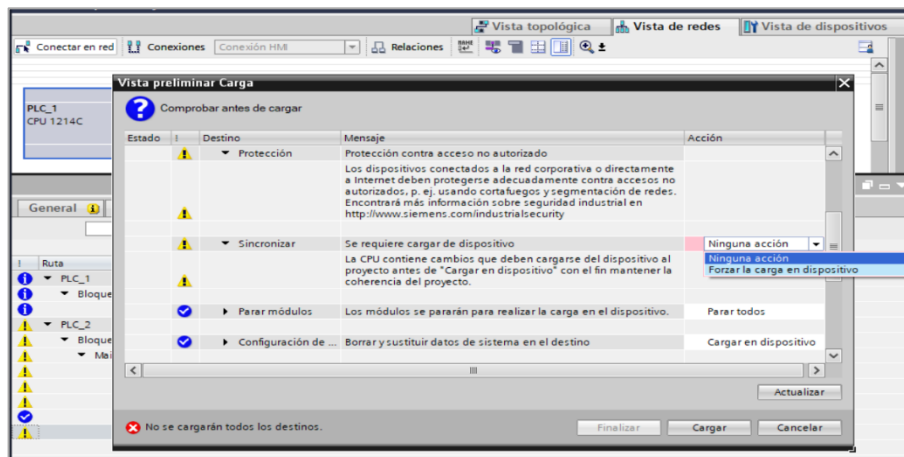 Vista topológica Vista de redes Vista de dispositivos
Conectar en red Conexiones Conexión HMI Relaciones
PLC_1
CPU 1214C
Vista preliminar Carga
Comprobar antes de cargar
Estado ! Destino Mensaje Acción
Protección Protección contra acceso no autorizado
Los dispositivos conectados a la red corporativa o directamente
a Internet deben protegerse adecuadamente contra accesos no
autorizados, p. ej. usando cortafuegos y segmentación de redes.
Encontrará más información sobre seguridad industrial en
http://www.siemens.com/industrialsecurity
Sincronizar Se requiere cargar de dispositivo Ninguna acción
Ninguna acción
Forzar la carga en dispositivo
La CPU contiene cambios que deben cargarse del dispositivo al
proyecto antes de "Cargar en dispositivo" con el fin mantener la
coherencia del proyecto.
Parar módulos Los módulos se pararán para realizar la carga en el dispositivo. Parar todos
Configuración de ... Borrar y sustituir datos de sistema en el destino Cargar en dispositivo
Actualizar
No se cargarán todos los destinos. Finalizar Cargar Cancelar
General
! Ruta
PLC_1
Bloque
PLC_2
Bloque
Mai